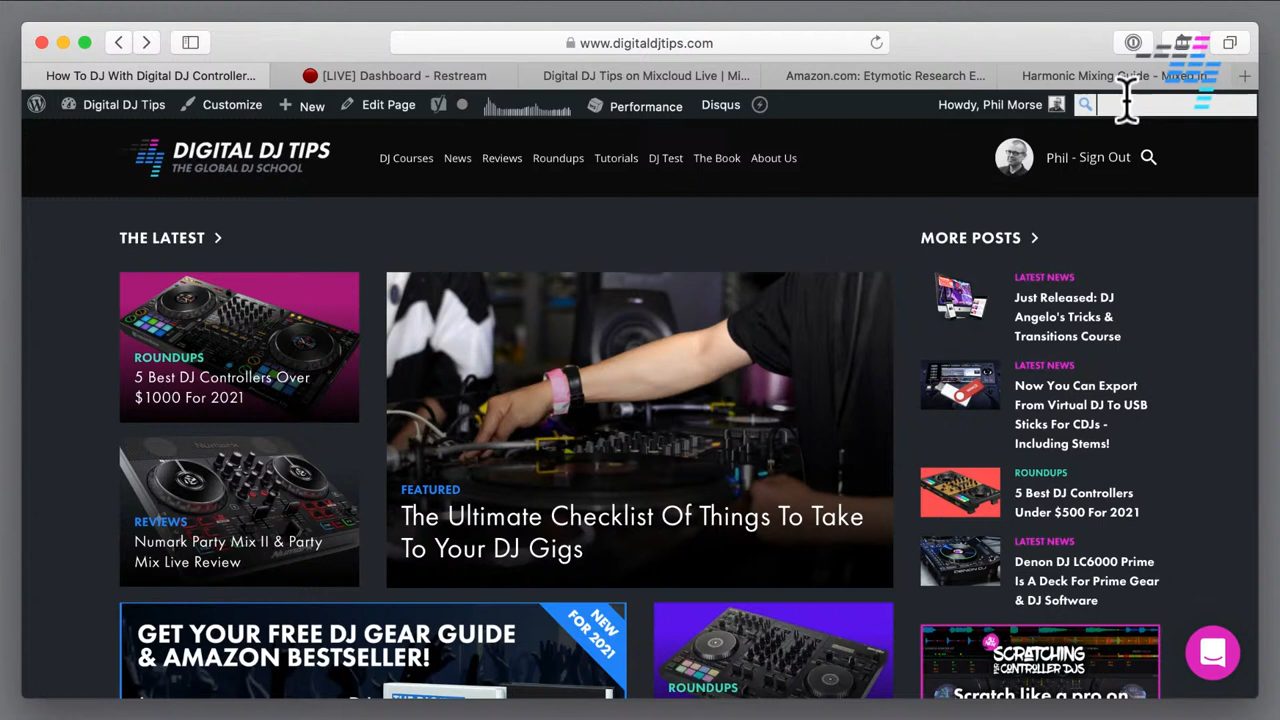 www.digitaldjtips.com
How To DJ With Digital DJ Controller...
[LIVE] Dashboard - Restream
Digital DJ Tips on Mixcloud Live | Mi...
Amazon.com: Etymotic Research E...
Harmonic Mixing Guide - Mixed In
Digital DJ Tips
Customize
New
Edit Page
Performance
Disqus
Howdy, Phil Morse
DIGITAL DJ TIPS
THE GLOBAL DJ SCHOOL
DJ Courses
News
Reviews
Roundups
Tutorials
DJ Test
The Book
About Us
Phil - Sign Out
THE LATEST
ROUNDUPS
5 Best DJ Controllers Over
$1000 For 2021
REVIEWS
Numark Party Mix II & Party
Mix Live Review
FEATURED
The Ultimate Checklist Of Things To Take
To Your DJ Gigs
MORE POSTS
LATEST NEWS
Just Released: DJ
Angelo's Tricks &
Transitions Course
LATEST NEWS
Now You Can Export
From Virtual DJ To USB
Sticks For CDJs -
Including Stems!
ROUNDUPS
5 Best DJ Controllers
Under $500 For 2021
LATEST NEWS
Denon DJ LC6000 Prime
Is A Deck For Prime Gear
& DJ Software
GET YOUR FREE DJ GEAR GUIDE
& AMAZON BESTSELLER!
NEW
FOR 2021
ROUNDUPS
SCRATCHING
FOR CONTROLLER DJS
Scratch like a pro on